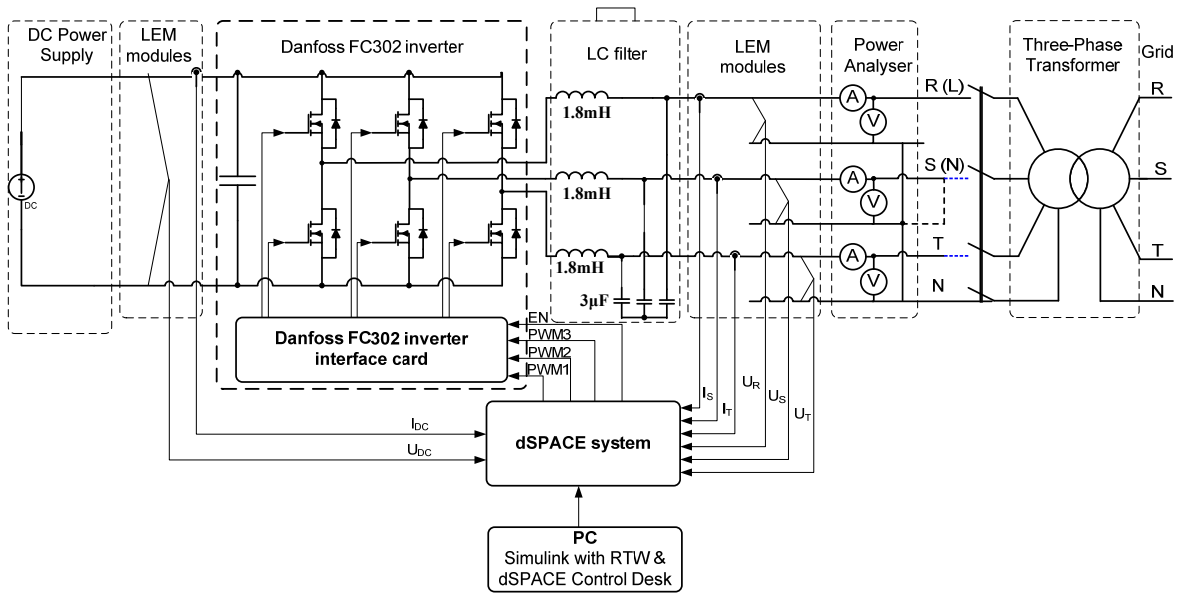 DC Power
Supply
LEM
modules
Danfoss FC302 inverter
LC filter
LEM
modules
Power
Analyser
Three-Phase
Transformer
Grid
R (L)
R
A
V
1.8mH
S (N)
S
A
V
1.8mH
DC
T
T
A
V
1.8mH
3µF
N
N
EN
PWM3
PWM2
PWM1
Danfoss FC302 inverter
interface card
IS
IT
UR
US
UT
IDC
UDC
dSPACE system
PC
Simulink with RTW &
dSPACE Control Desk